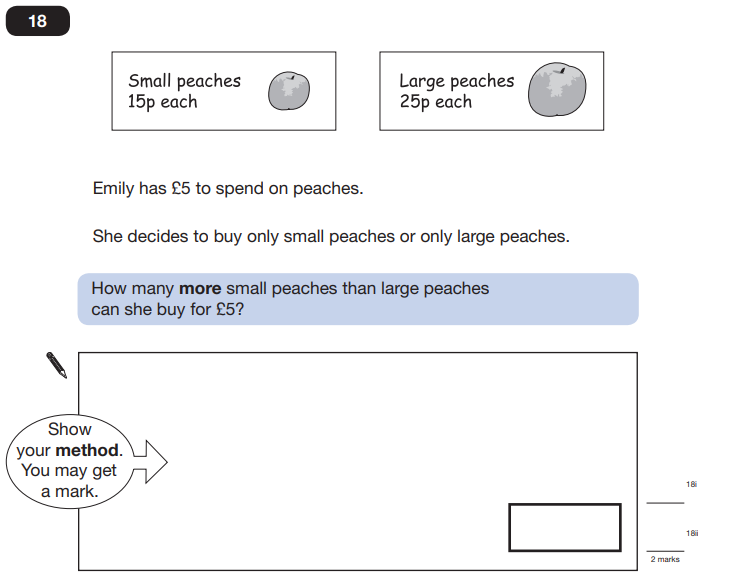 18
Small peaches
15p each
Large peaches
25p each
Emily has £5 to spend on peaches.
She decides to buy only small peaches or only large peaches.
How many more small peaches than large peaches
can she buy for £5?
Show
your method.
You may get
a mark.
18i
18ii
2 marks